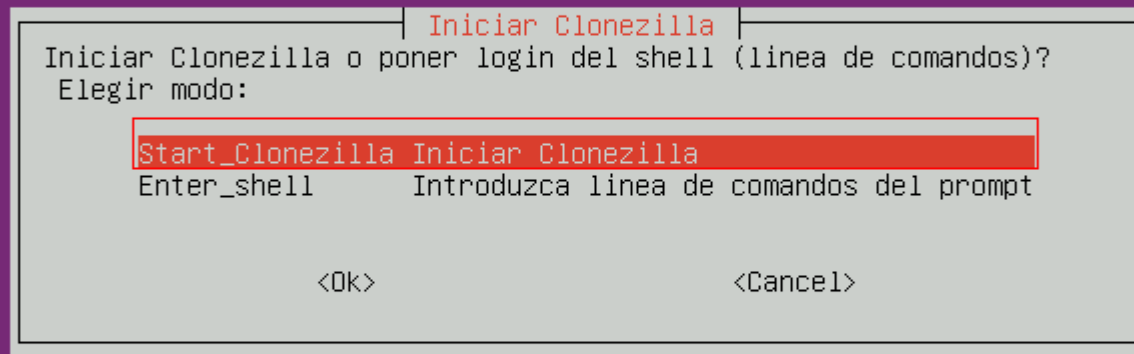 Iniciar Clonezilla
Iniciar Clonezilla o poner login del shell (linea de comandos)?
Elegir modo:
Start_Clonezilla Iniciar Clonezilla
Enter_shell Introduzca linea de comandos del prompt
<Ok> <Cancel>